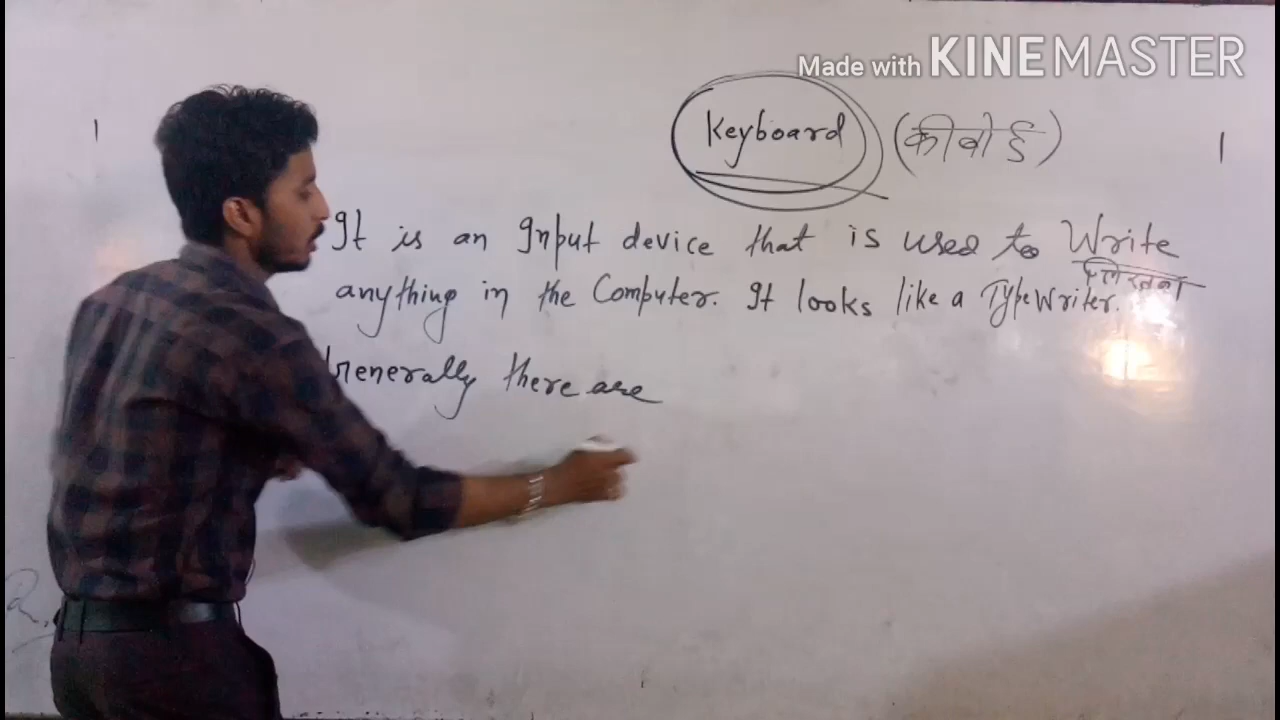 Made with KINEMASTER
Keyboard (कीबोर्ड)
It is an Input device that is used to Write
लिखना
anything in the Computer. It looks like a TypeWriter.
Generally there are